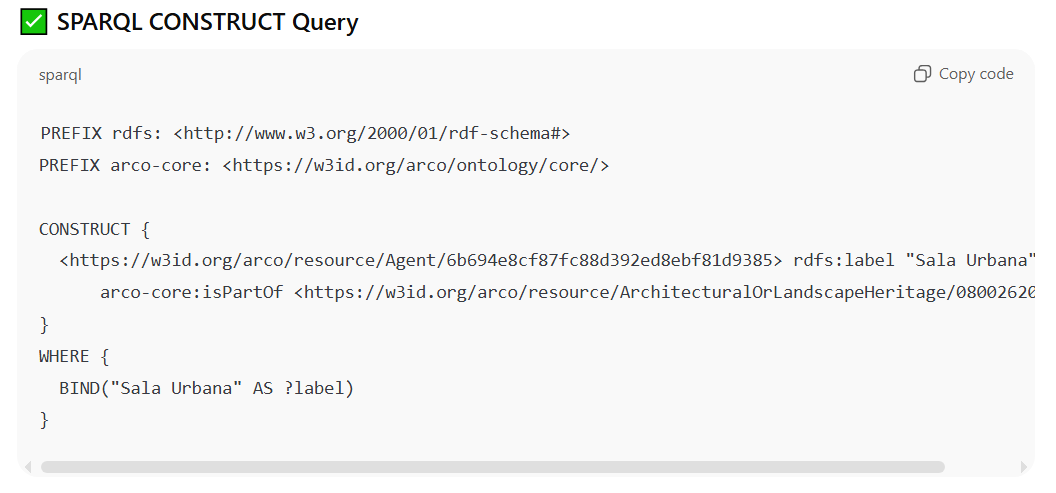 SPARQL CONSTRUCT Query
sparql
Copy code
PREFIX rdfs: <http://www.w3.org/2000/01/rdf-schema#>
PREFIX arco-core: <https://w3id.org/arco/ontology/core/>
CONSTRUCT {
<https://w3id.org/arco/resource/Agent/6b694e8cf87fc88d392ed8ebf81d9385> rdfs:label "Sala Urbana"
arco-core:isPartOf <https://w3id.org/arco/resource/ArchitecturalOrLandscapeHeritage/08002620
}
WHERE {
BIND("Sala Urbana" AS ?label)
}